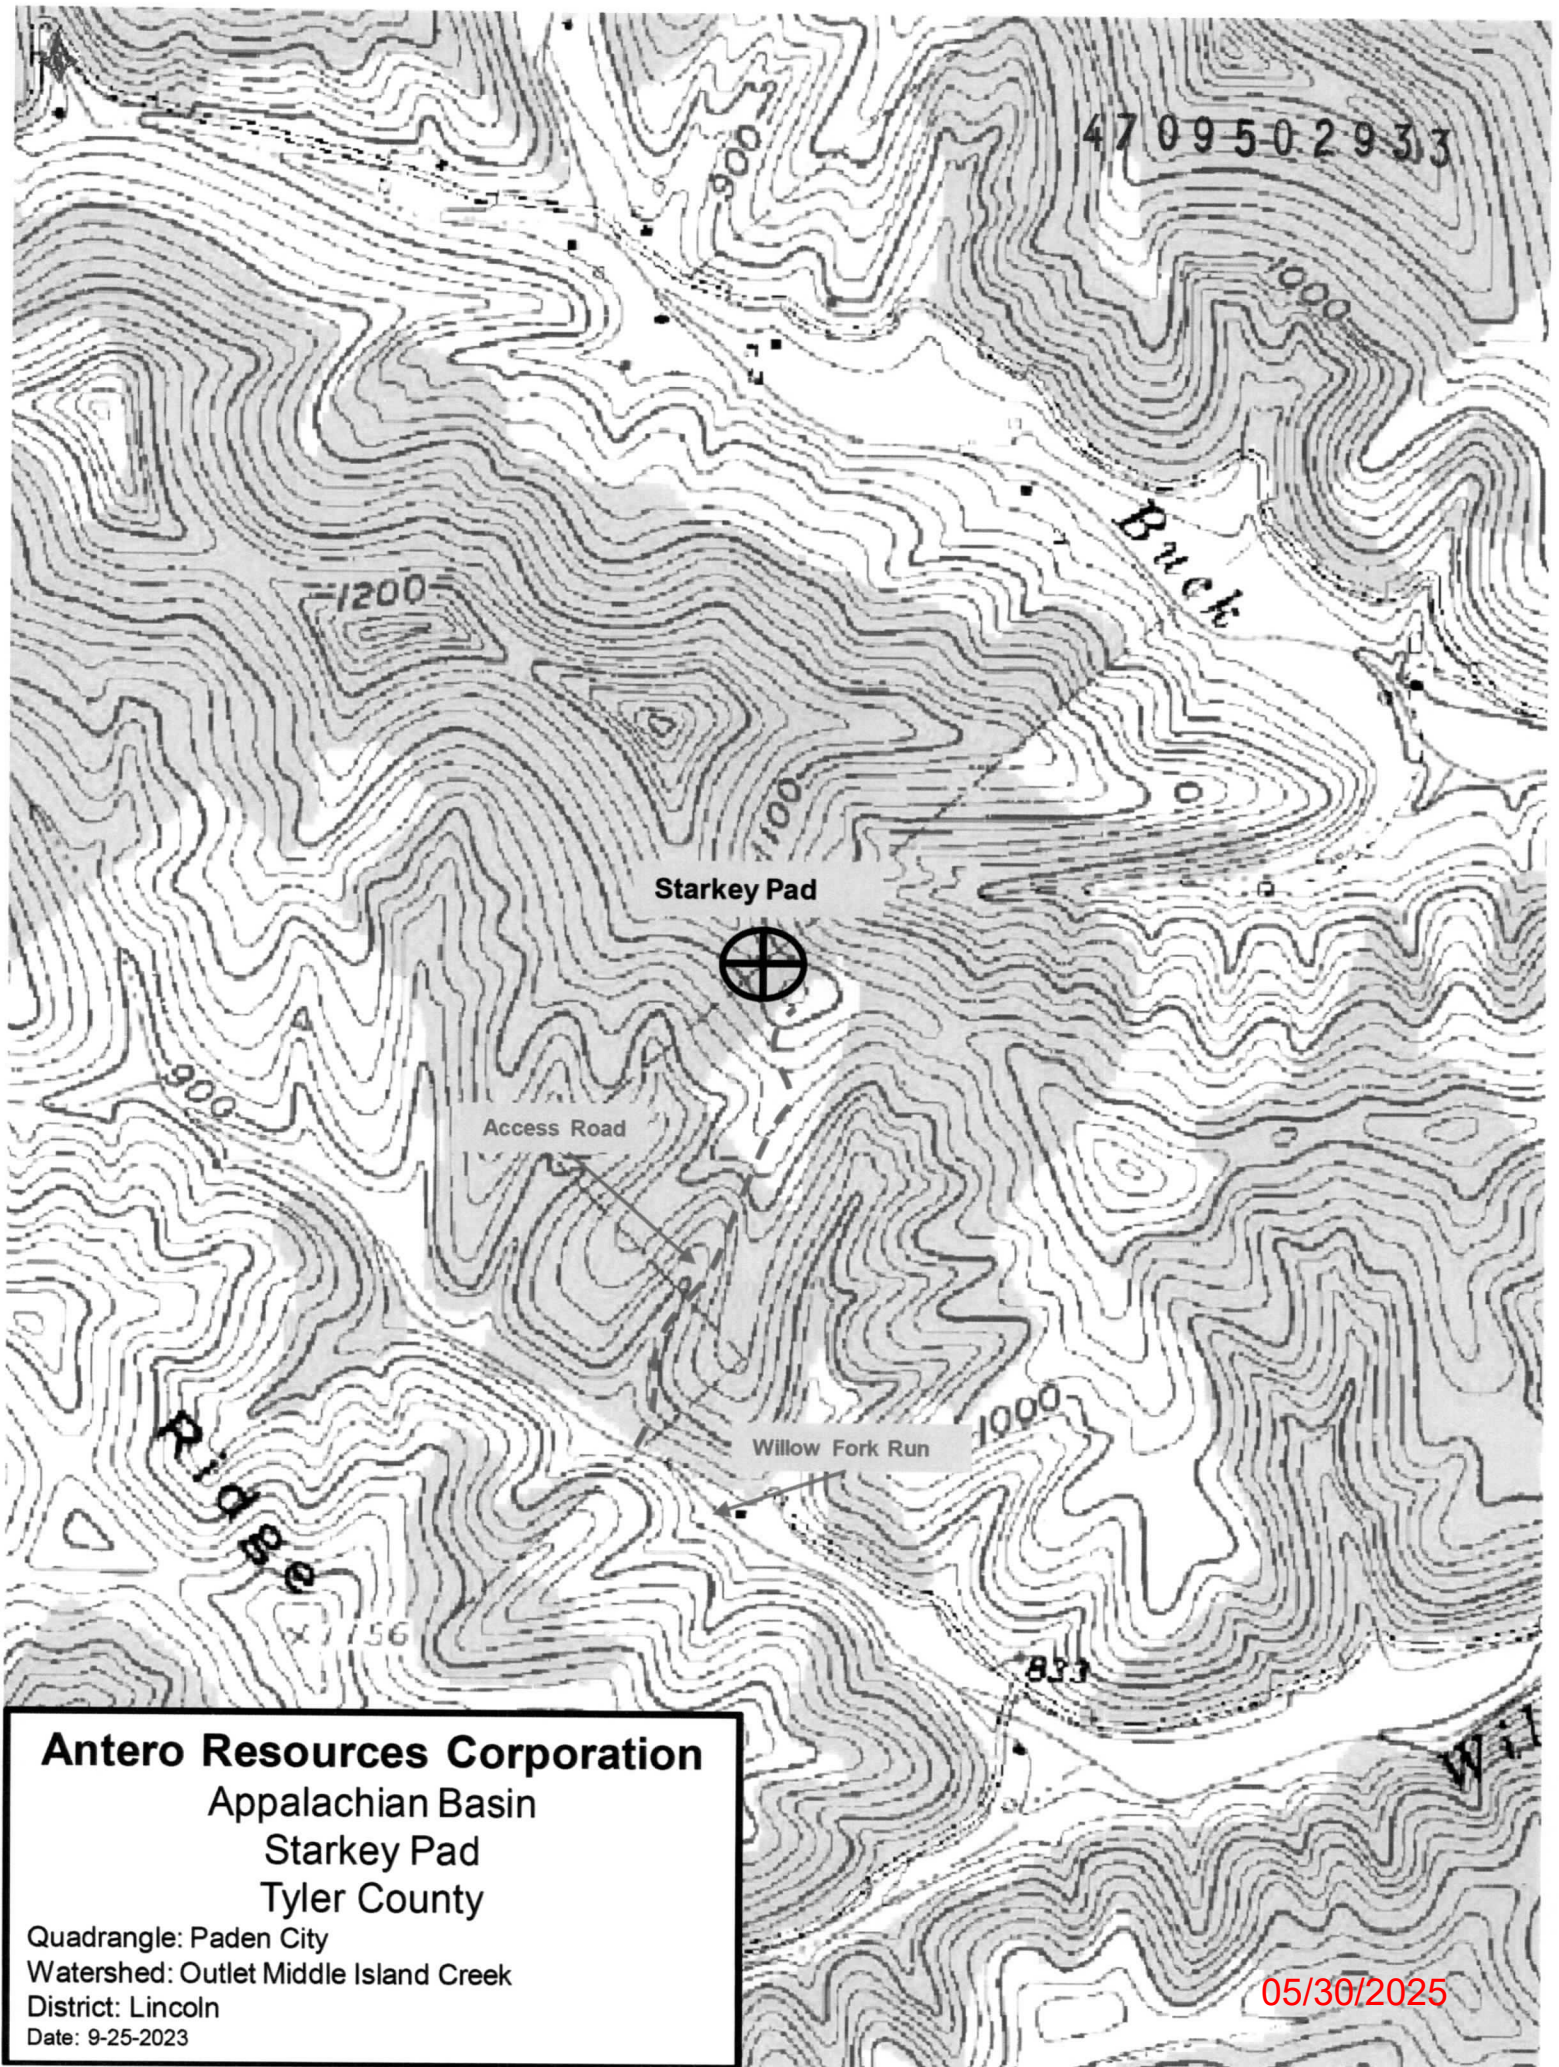 4709502933
900
1000
Buck
1200
1100
Starkey Pad
900
Access Road
1000
Willow Fork Run
Ridge
X 1156
833
Wil
Antero Resources Corporation
Appalachian Basin
Starkey Pad
Tyler County
Quadrangle: Paden City
Watershed: Outlet Middle Island Creek
District: Lincoln
Date: 9-25-2023
05/30/2025